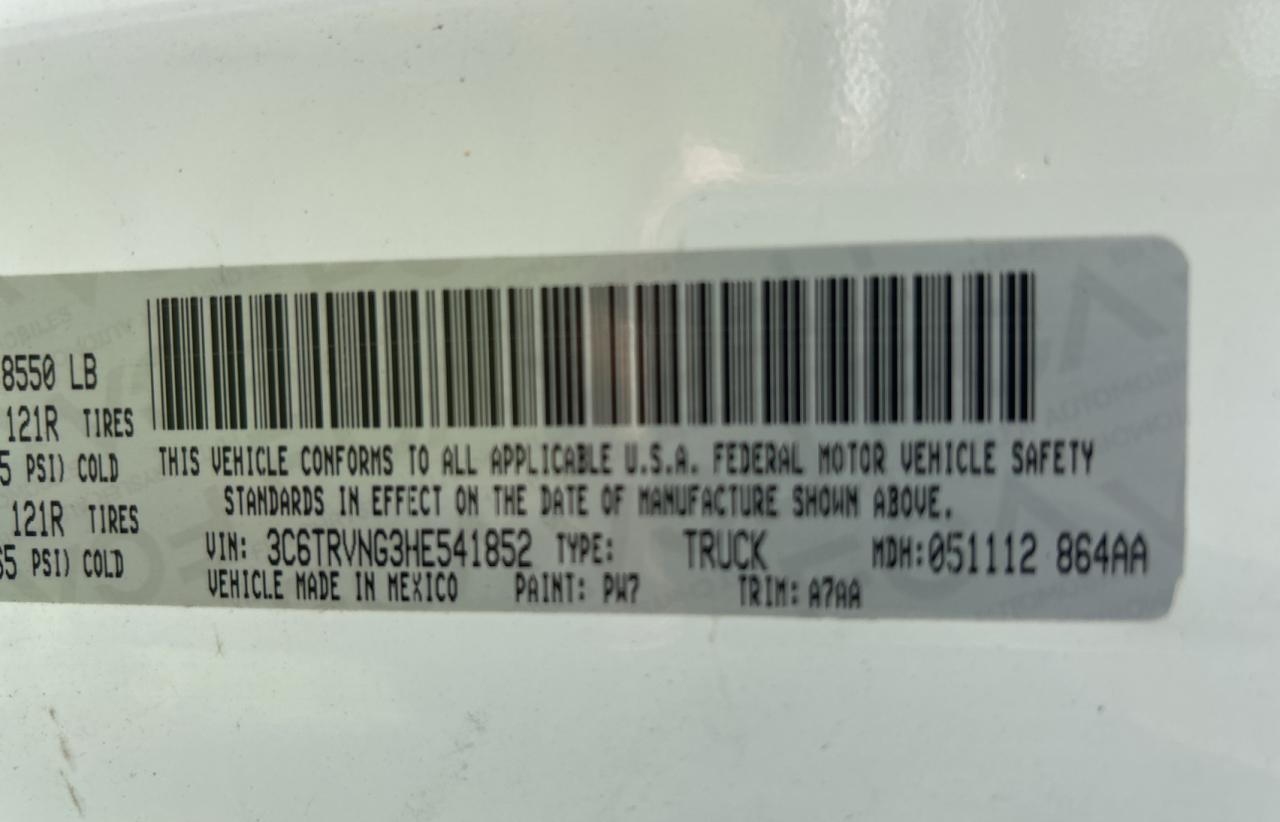 8550 LB
121R TIRES
5 PSI) COLD
121R TIRES
65 PSI) COLD
THIS VEHICLE CONFORMS TO ALL APPLICABLE U.S.A. FEDERAL MOTOR VEHICLE SAFETY
STANDARDS IN EFFECT ON THE DATE OF MANUFACTURE SHOWN ABOVE.
VIN: 3C6TRVNG3HE541852 TYPE: TRUCK MDH:051112 864AA
VEHICLE MADE IN MEXICO PAINT: PW7 TRIM: A7AA